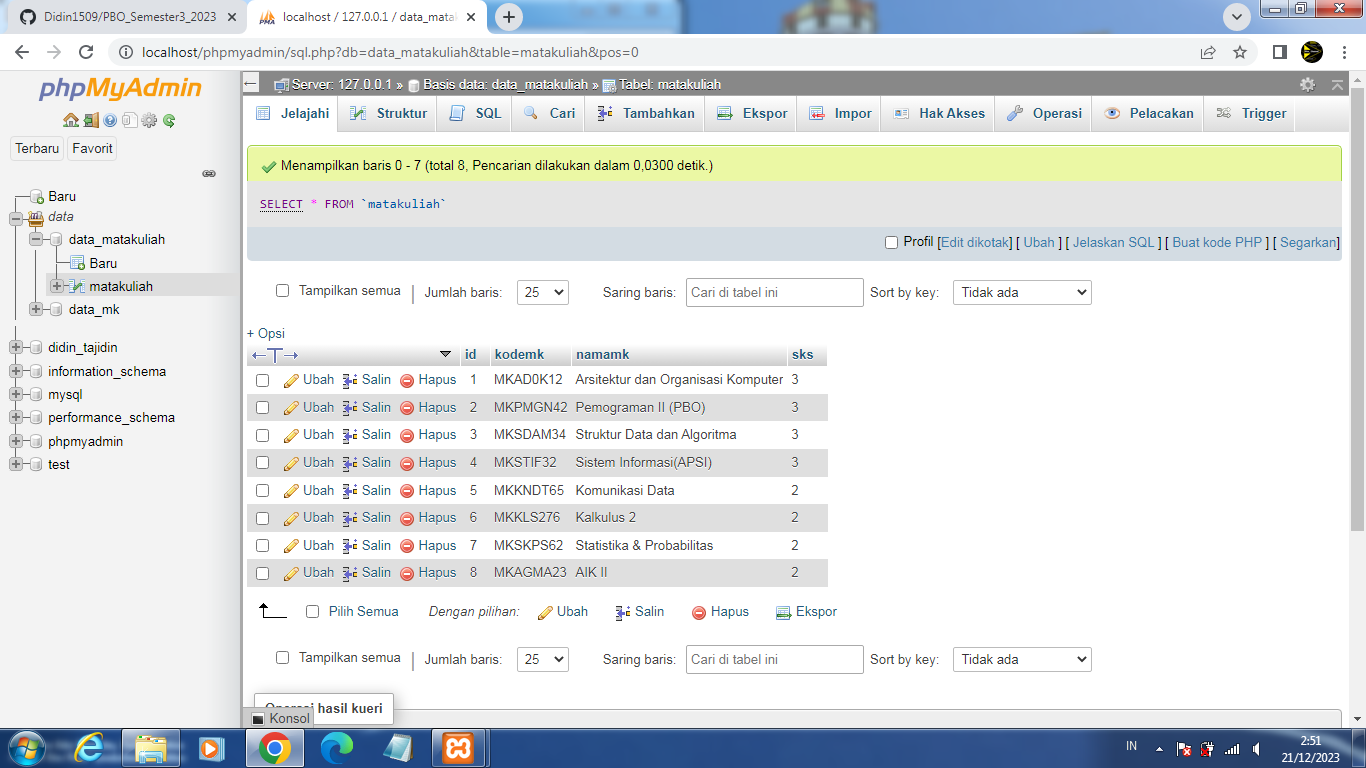 Didin1509/PBO_Semester3_2023
localhost / 127.0.0.1 / data_matak
localhost/phpmyadmin/sql.php?db=data_matakuliah&table=matakuliah&pos=0
phpMyAdmin
Terbaru Favorit
Baru
data
data_matakuliah
Baru
matakuliah
data_mk
didin_tajidin
information_schema
mysql
performance_schema
phpmyadmin
test
Server: 127.0.0.1 » Basis data: data_matakuliah » Tabel: matakuliah
Jelajahi Struktur SQL Cari Tambahkan Ekspor Impor Hak Akses Operasi Pelacakan Trigger
Menampilkan baris 0 - 7 (total 8, Pencarian dilakukan dalam 0,0300 detik.)
SELECT * FROM `matakuliah`
Profil [Edit dikotak] [ Ubah ] [ Jelaskan SQL ] [ Buat kode PHP ] [ Segarkan]
Tampilkan semua | Jumlah baris: 25 Saring baris: Cari di tabel ini Sort by key: Tidak ada
+ Opsi
←T→ id kodemk namamk sks
Ubah Salin Hapus 1 MKAD0K12 Arsitektur dan Organisasi Komputer 3
Ubah Salin Hapus 2 MKPMGN42 Pemograman II (PBO) 3
Ubah Salin Hapus 3 MKSDAM34 Struktur Data dan Algoritma 3
Ubah Salin Hapus 4 MKSTIF32 Sistem Informasi(APSI) 3
Ubah Salin Hapus 5 MKKNDT65 Komunikasi Data 2
Ubah Salin Hapus 6 MKKLS276 Kalkulus 2 2
Ubah Salin Hapus 7 MKSKPS62 Statistika & Probabilitas 2
Ubah Salin Hapus 8 MKAGMA23 AIK II 2
Pilih Semua Dengan pilihan: Ubah Salin Hapus Ekspor
Tampilkan semua | Jumlah baris: 25 Saring baris: Cari di tabel ini Sort by key: Tidak ada
hasil kueri
Konsol
IN
2:51
21/12/2023